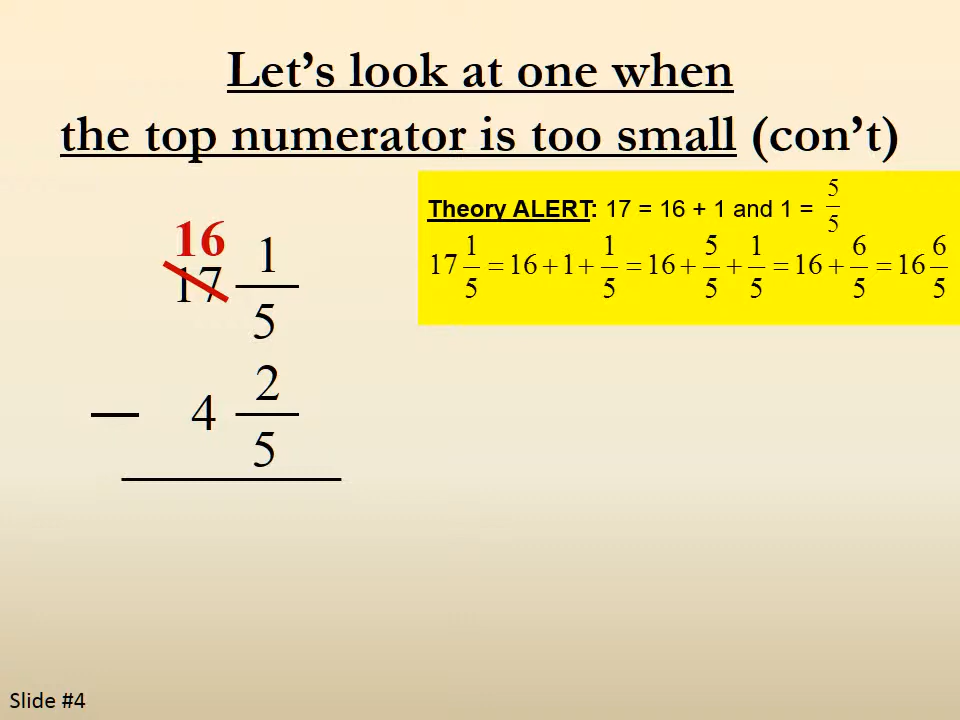 Let's look at one when
the top numerator is too small (con't)
Theory ALERT: 17 = 16 + 1 and 1 = 5/5
17 1/5 = 16 + 1 + 1/5 = 16 + 5/5 + 1/5 = 16 + 6/5 = 16 6/5
16
17 1/5
— 4 2/5
Slide #4